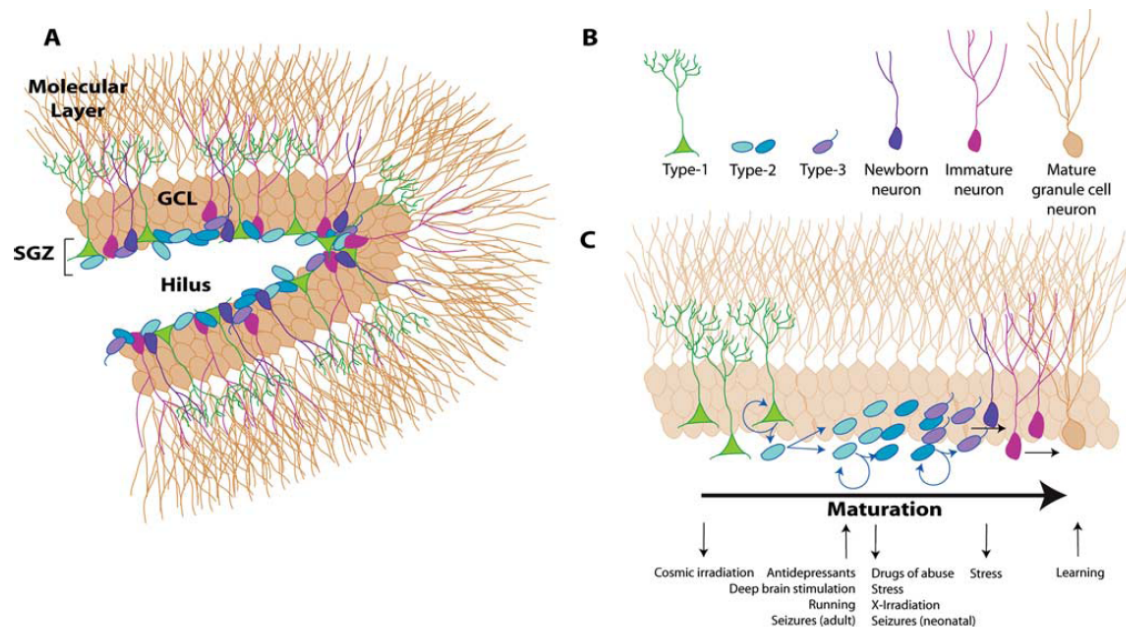 A
Molecular
Layer
GCL
SGZ
Hilus
B
Type-1
Type-2
Type-3
Newborn
neuron
Immature
neuron
Mature
granule cell
neuron
C
Maturation
Cosmic irradiation
Antidepressants
Deep brain stimulation
Running
Seizures (adult)
Drugs of abuse
Stress
X-Irradiation
Seizures (neonatal)
Stress
Learning